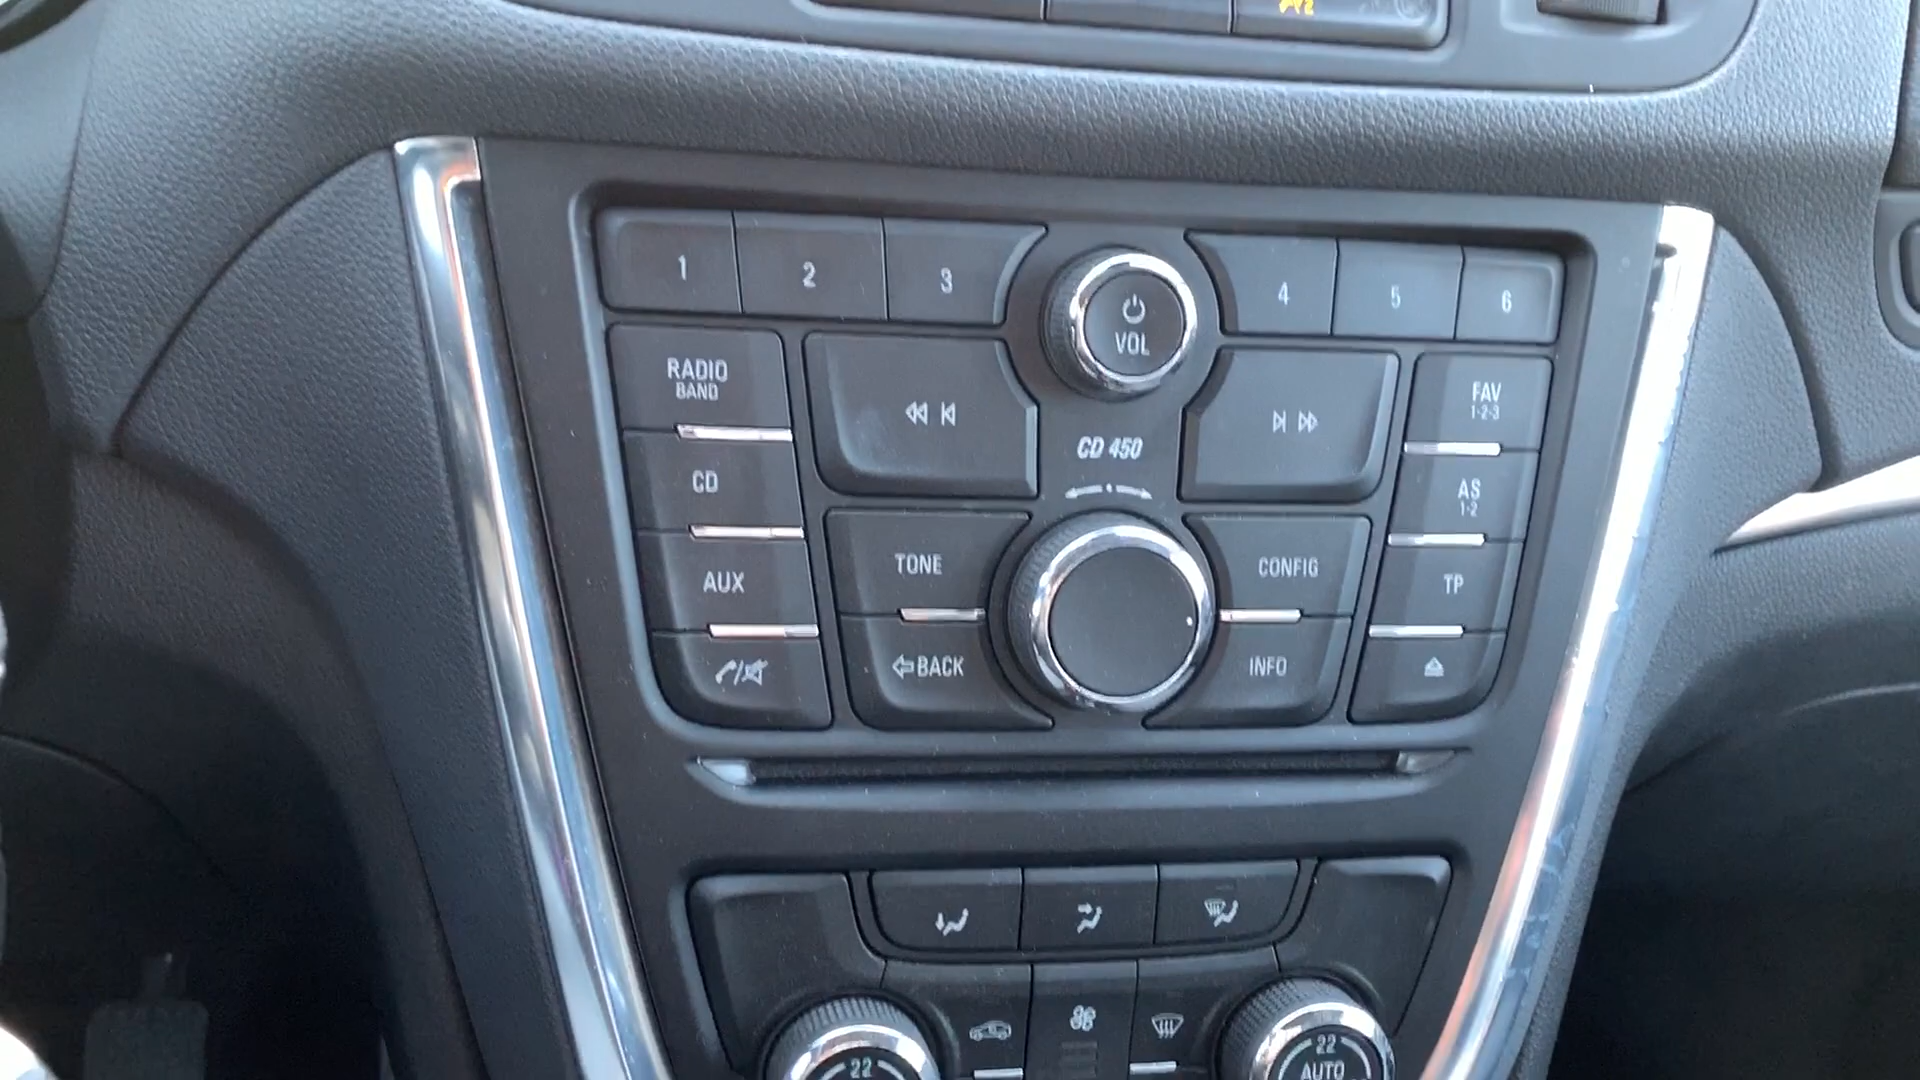 1
2
3
VOL
4
5
6
RADIO
BAND
FAV
1-2-3
CD 450
CD
AS
1-2
TONE
CONFIG
AUX
TP
BACK
INFO
22
22
AUTO